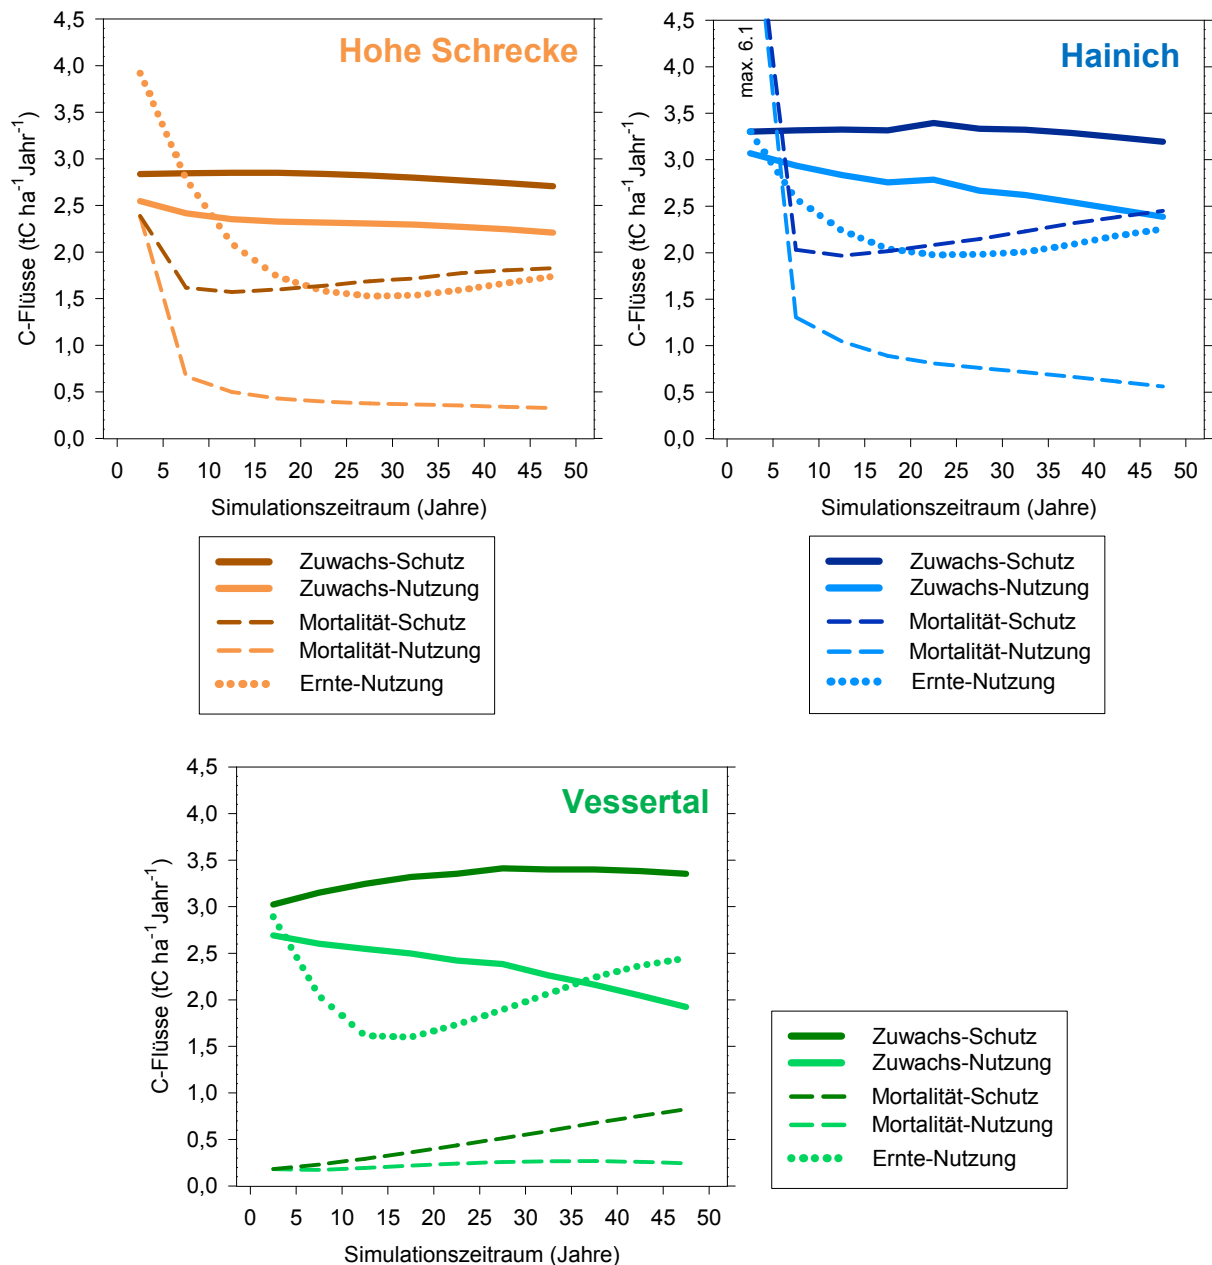 Hohe Schrecke
C-Flüsse (tC ha-1 Jahr-1)
4,5
4,0
3,5
3,0
2,5
2,0
1,5
1,0
0,5
0,0
0 5 10 15 20 25 30 35 40 45 50
Simulationszeitraum (Jahre)
Zuwachs-Schutz
Zuwachs-Nutzung
Mortalität-Schutz
Mortalität-Nutzung
Ernte-Nutzung
Hainich
max. 6.1
C-Flüsse (tC ha-1 Jahr-1)
4,5
4,0
3,5
3,0
2,5
2,0
1,5
1,0
0,5
0,0
0 5 10 15 20 25 30 35 40 45 50
Simulationszeitraum (Jahre)
Zuwachs-Schutz
Zuwachs-Nutzung
Mortalität-Schutz
Mortalität-Nutzung
Ernte-Nutzung
Vessertal
C-Flüsse (tC ha-1 Jahr-1)
4,5
4,0
3,5
3,0
2,5
2,0
1,5
1,0
0,5
0,0
0 5 10 15 20 25 30 35 40 45 50
Simulationszeitraum (Jahre)
Zuwachs-Schutz
Zuwachs-Nutzung
Mortalität-Schutz
Mortalität-Nutzung
Ernte-Nutzung